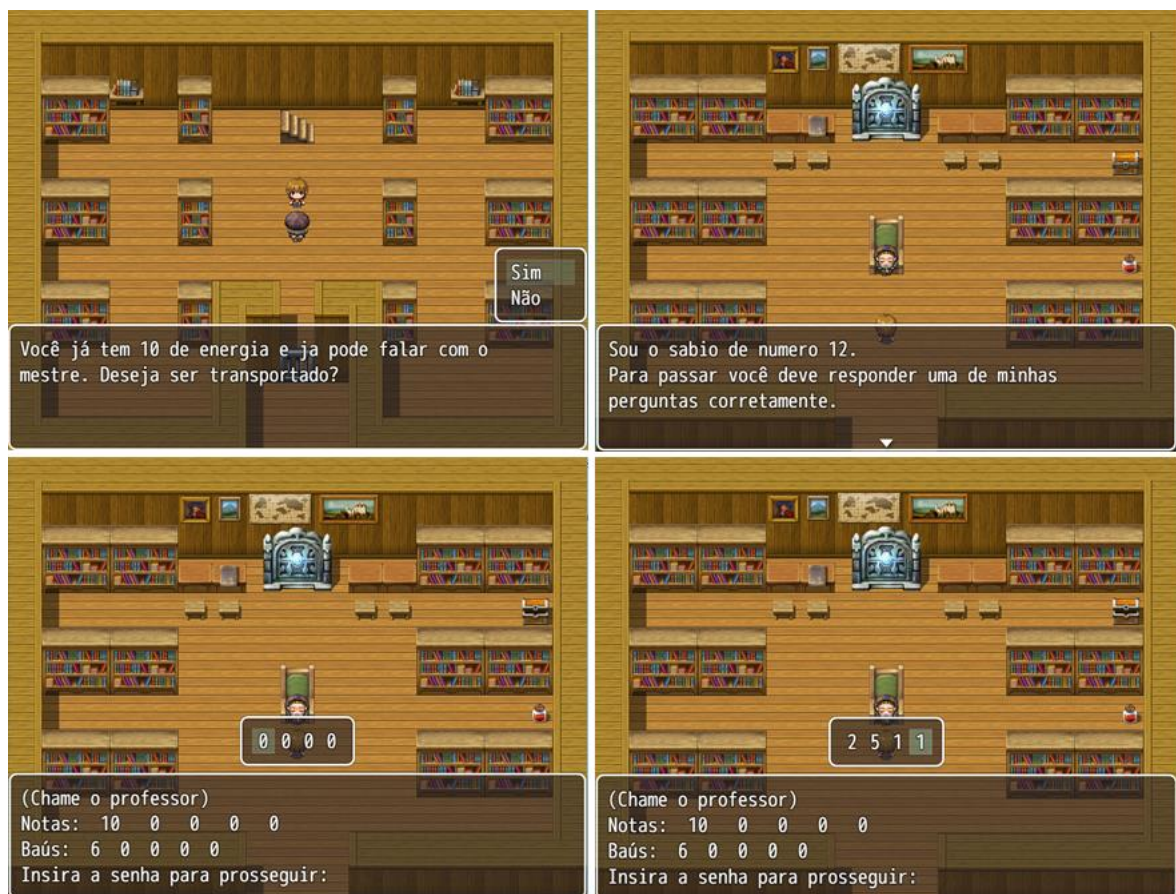 Sim
Não
Você já tem 10 de energia e ja pode falar com o
mestre. Deseja ser transportado?
Sou o sabio de numero 12.
Para passar você deve responder uma de minhas
perguntas corretamente.
0 0 0 0
(Chame o professor)
Notas: 10 0 0 0 0
Baús: 6 0 0 0 0
Insira a senha para prosseguir:
2 5 1 1
(Chame o professor)
Notas: 10 0 0 0 0
Baús: 6 0 0 0 0
Insira a senha para prosseguir: